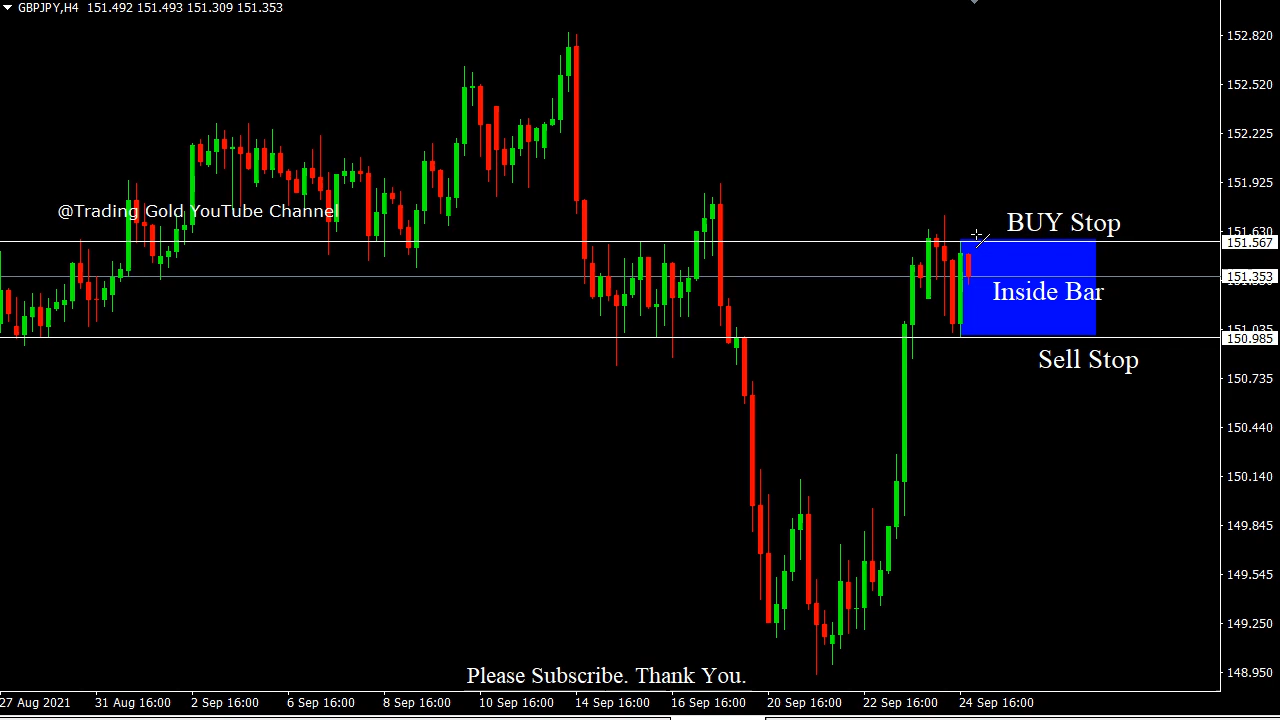 GBPJPY,H4 151.492 151.493 151.309 151.353
152.820
152.520
152.225
151.925
@Trading Gold YouTube Channel
BUY Stop
151.630
151.567
151.353
Inside Bar
150.985
Sell Stop
150.735
150.440
150.140
149.845
149.545
149.250
Please Subscribe. Thank You.
148.950
27 Aug 2021 31 Aug 16:00 2 Sep 16:00 6 Sep 16:00 8 Sep 16:00 10 Sep 16:00 14 Sep 16:00 16 Sep 16:00 20 Sep 16:00 22 Sep 16:00 24 Sep 16:00